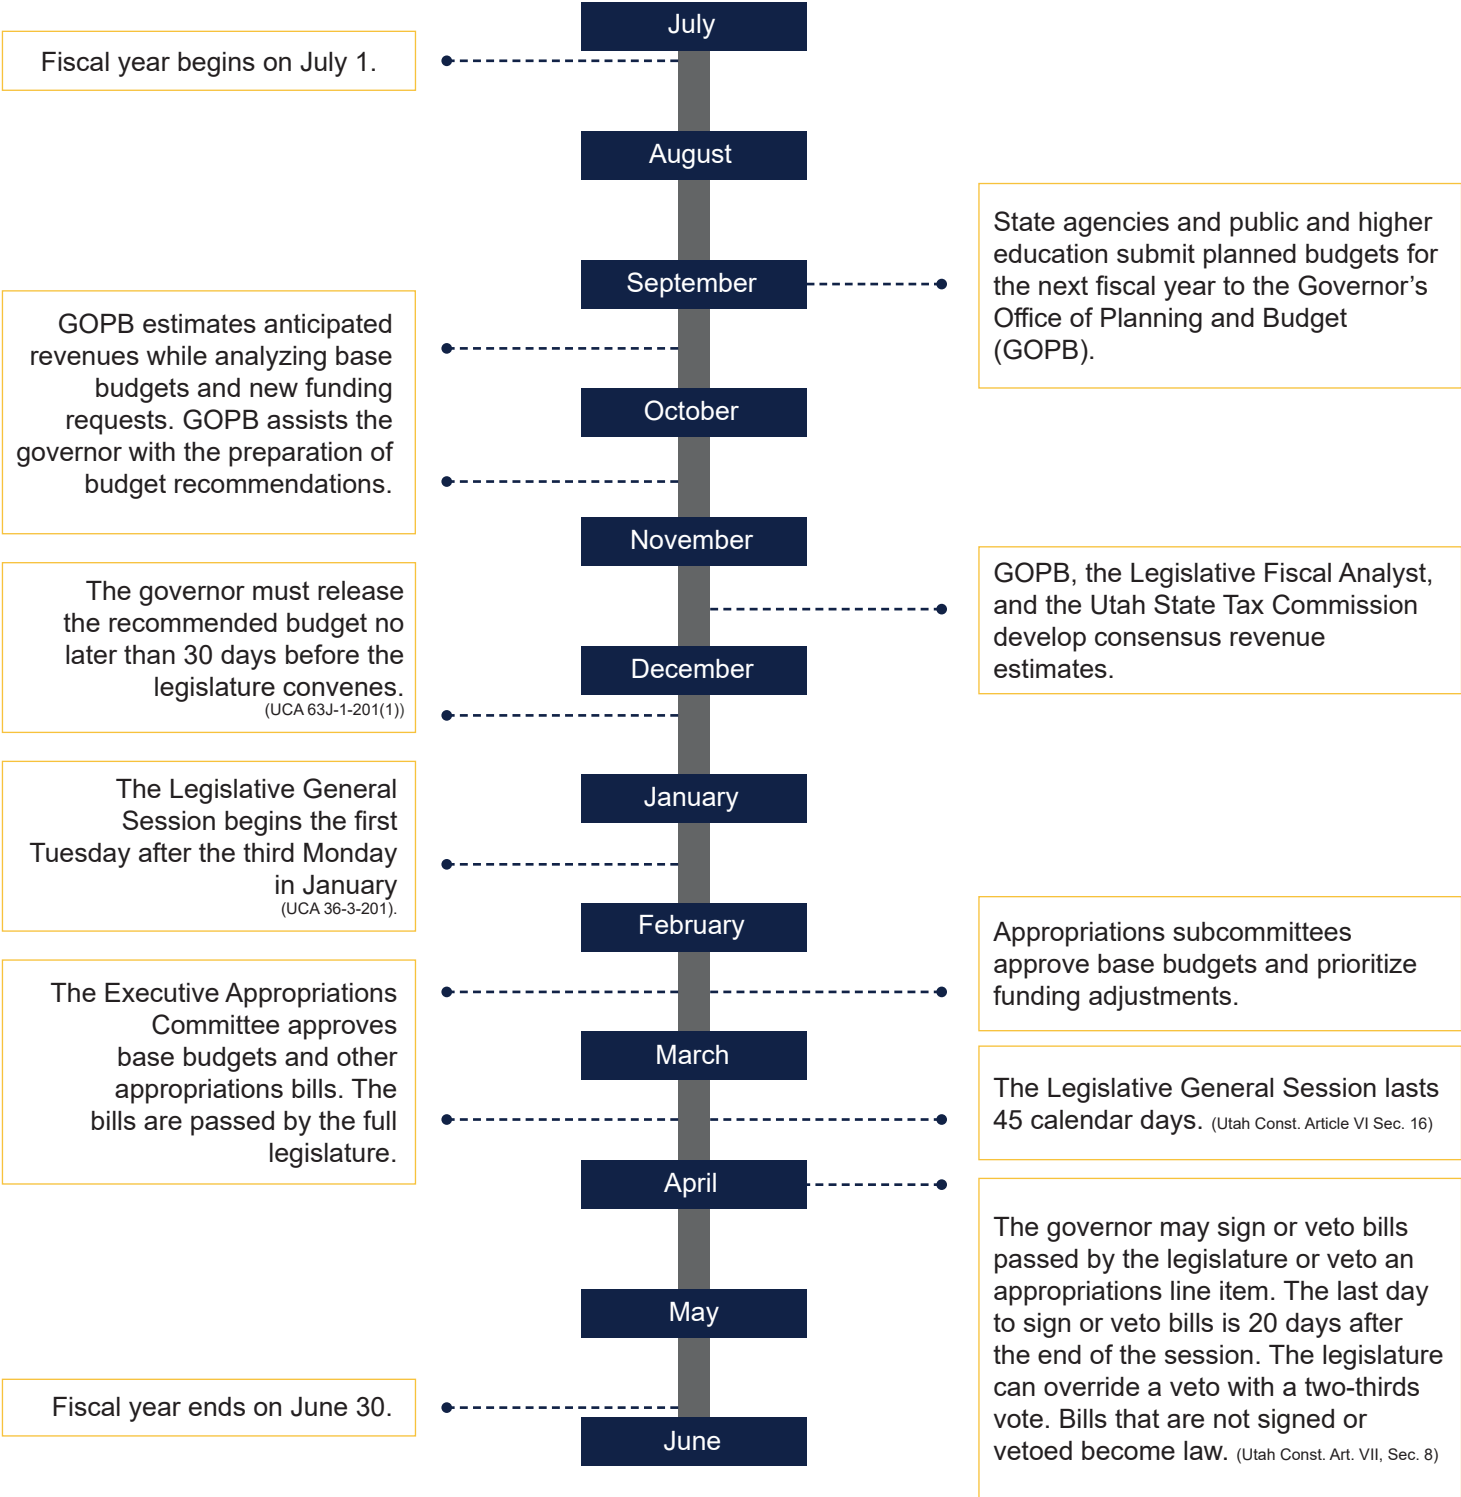 July
Fiscal year begins on July 1.
August
September
State agencies and public and higher
education submit planned budgets for
the next fiscal year to the Governor’s
Office of Planning and Budget
(GOPB).
GOPB estimates anticipated
revenues while analyzing base
budgets and new funding
requests. GOPB assists the
governor with the preparation of
budget recommendations.
October
November
GOPB, the Legislative Fiscal Analyst,
and the Utah State Tax Commission
develop consensus revenue
estimates.
The governor must release
the recommended budget no
later than 30 days before the
legislature convenes.
(UCA 63J-1-201(1))
December
The Legislative General
Session begins the first
Tuesday after the third Monday
in January
(UCA 36-3-201).
January
February
Appropriations subcommittees
approve base budgets and prioritize
funding adjustments.
The Executive Appropriations
Committee approves
base budgets and other
appropriations bills. The
bills are passed by the full
legislature.
March
The Legislative General Session lasts
45 calendar days. (Utah Const. Article VI Sec. 16)
April
The governor may sign or veto bills
passed by the legislature or veto an
appropriations line item. The last day
to sign or veto bills is 20 days after
the end of the session. The legislature
can override a veto with a two-thirds
vote. Bills that are not signed or
vetoed become law. (Utah Const. Art. VII, Sec. 8)
May
Fiscal year ends on June 30.
June